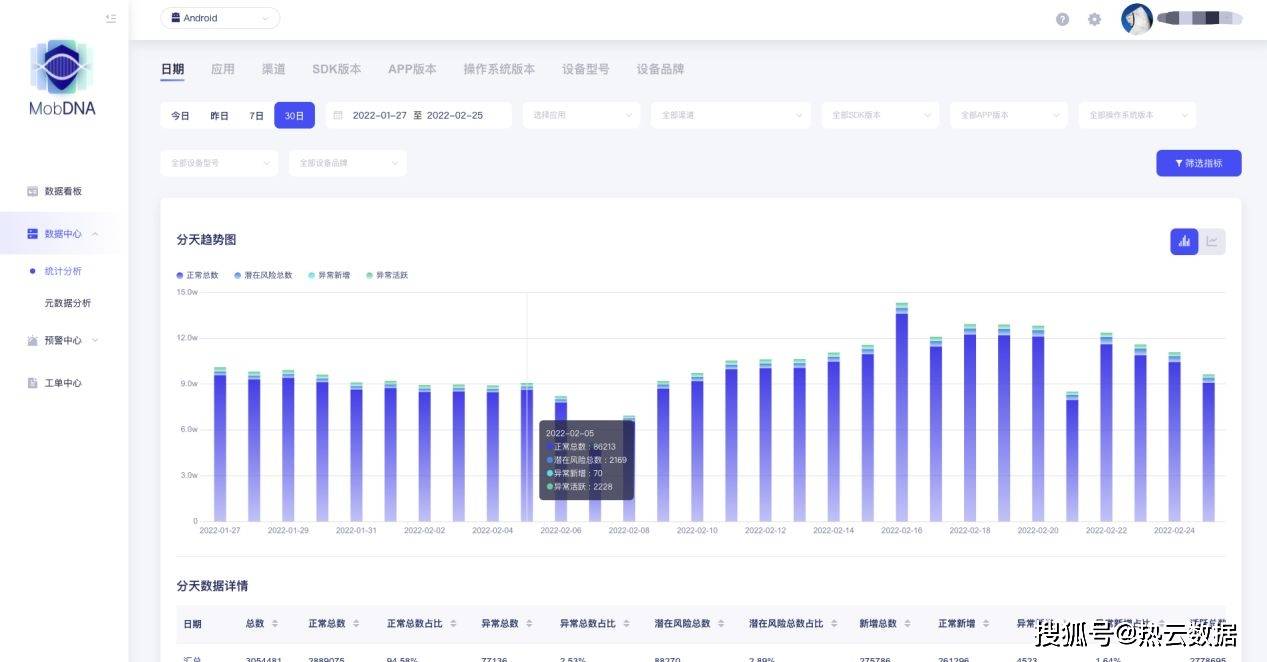 Android
MobDNA
数据看板
数据中心
统计分析
元数据分析
预警中心
工单中心
日期 应用 渠道 SDK版本 APP版本 操作系统版本 设备型号 设备品牌
今日 昨日 7日 30日 2022-01-27 至 2022-02-25 选择应用 全部渠道 全部SDK版本 全部APP版本 全部操作系统版本
全部设备型号 全部设备品牌 筛选指标
分天趋势图
正常总数 潜在风险总数 异常新增 异常活跃
15.0w
12.0w
9.0w
6.0w
3.0w
0
2022-02-05
正常总数：86213
潜在风险总数：2169
异常新增：70
异常活跃：2228
2022-01-27 2022-01-29 2022-01-31 2022-02-02 2022-02-04 2022-02-06 2022-02-08 2022-02-10 2022-02-12 2022-02-14 2022-02-16 2022-02-18 2022-02-20 2022-02-22 2022-02-24
分天数据详情
日期 总数 正常总数 正常总数占比 异常总数 异常总数占比 潜在风险总数 潜在风险总数占比 新增总数 正常新增
汇总 3054481 2889075 94.58% 77136 2.53% 88270 2.89% 275786 261296 4523 1.64% 2778695
搜狐号@热云数据